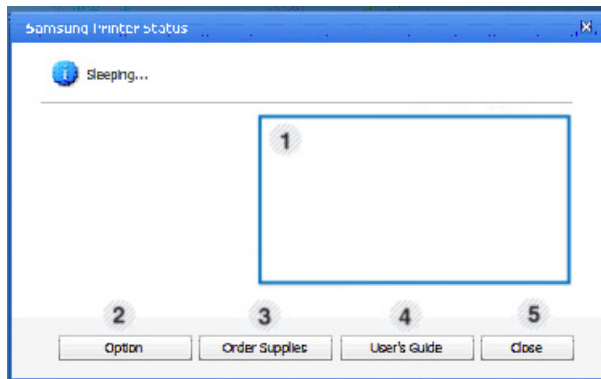 Samsung Printer Status
Sleeping...
1
2 3 4 5
Option Order Supplies User's Guide Close